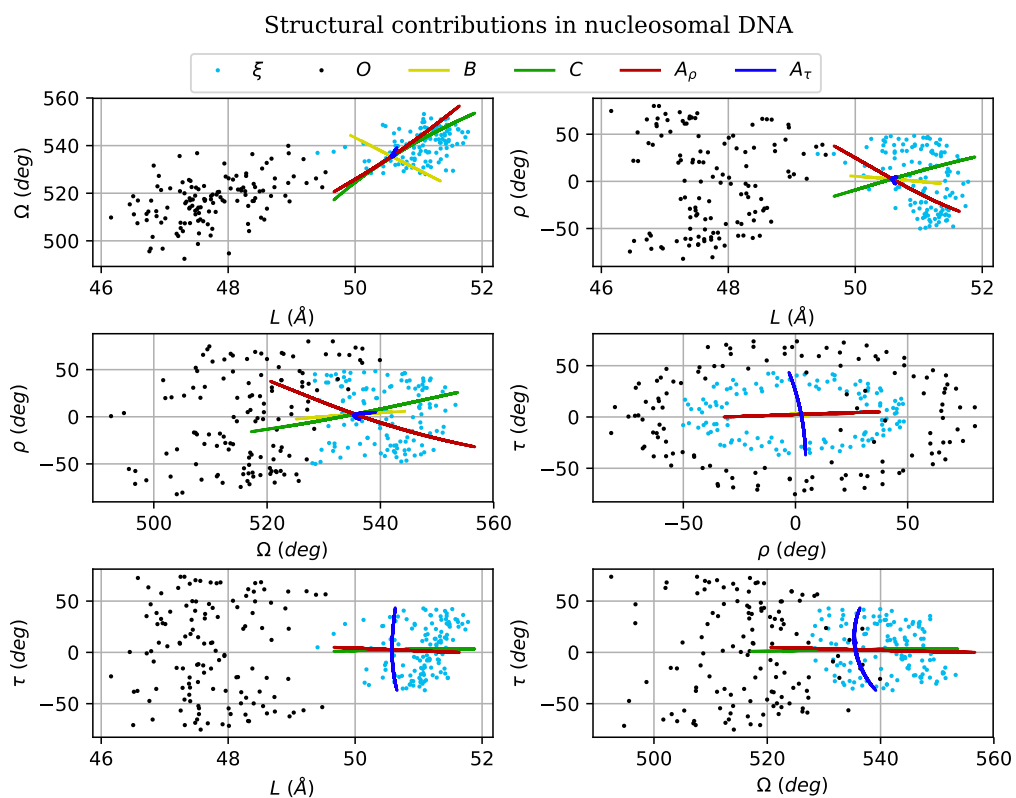 Structural contributions in nucleosomal DNA
ξ O B C A_ρ A_τ
560
540
520
500
46 48 50 52
L (Å)
Ω (deg)
50
0
−50
46 48 50 52
L (Å)
ρ (deg)
50
0
−50
500 520 540 560
Ω (deg)
ρ (deg)
50
0
−50
−50 0 50
ρ (deg)
τ (deg)
50
0
−50
46 48 50 52
L (Å)
τ (deg)
50
0
−50
500 520 540 560
Ω (deg)
τ (deg)